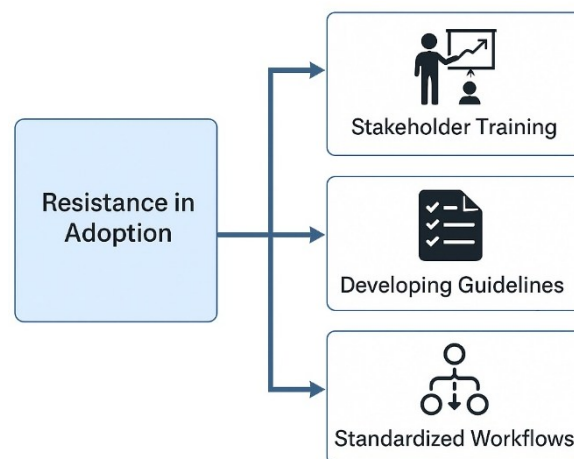 Resistance in
Adoption
Stakeholder Training
Developing Guidelines
Standardized Workflows